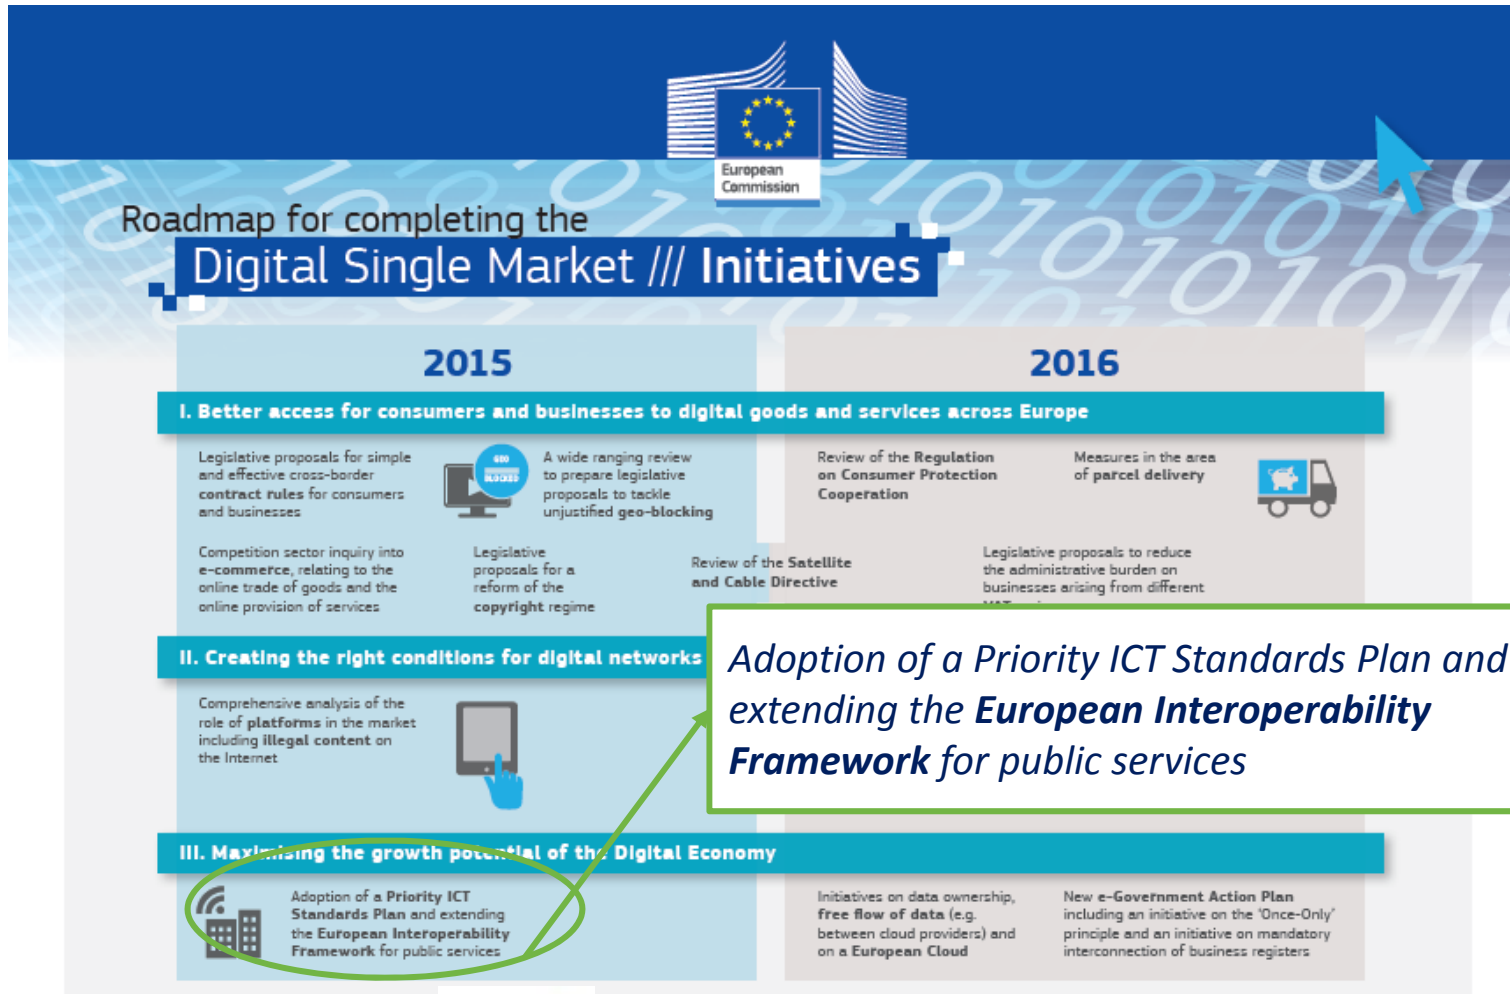 European
Commission
Roadmap for completing the
Digital Single Market /// Initiatives
2015
2016
I. Better access for consumers and businesses to digital goods and services across Europe
Legislative proposals for simple
and effective cross-border
contract rules for consumers
and businesses
GEO
BLOCKED
A wide ranging review
to prepare legislative
proposals to tackle
unjustified geo-blocking
Review of the Regulation
on Consumer Protection
Cooperation
Measures in the area
of parcel delivery
Competition sector inquiry into
e-commerce, relating to the
online trade of goods and the
online provision of services
Legislative
proposals for a
reform of the
copyright regime
Review of the Satellite
and Cable Directive
Legislative proposals to reduce
the administrative burden on
businesses arising from different
II. Creating the right conditions for digital networks
Adoption of a Priority ICT Standards Plan and
extending the European Interoperability
Framework for public services
Comprehensive analysis of the
role of platforms in the market
including illegal content on
the Internet
III. Maximising the growth potential of the Digital Economy
Adoption of a Priority ICT
Standards Plan and extending
the European Interoperability
Framework for public services
Initiatives on data ownership,
free flow of data (e.g.
between cloud providers) and
on a European Cloud
New e-Government Action Plan
including an initiative on the 'Once-Only'
principle and an initiative on mandatory
interconnection of business registers